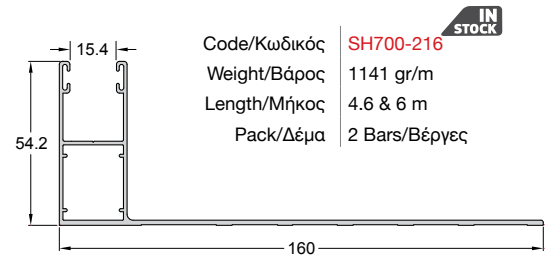 IN
STOCK
15.4
Code/Κωδικός SH700-216
Weight/Βάρος 1141 gr/m
Length/Μήκος 4.6 & 6 m
Pack/Δέμα 2 Bars/Βέργες
54.2
160